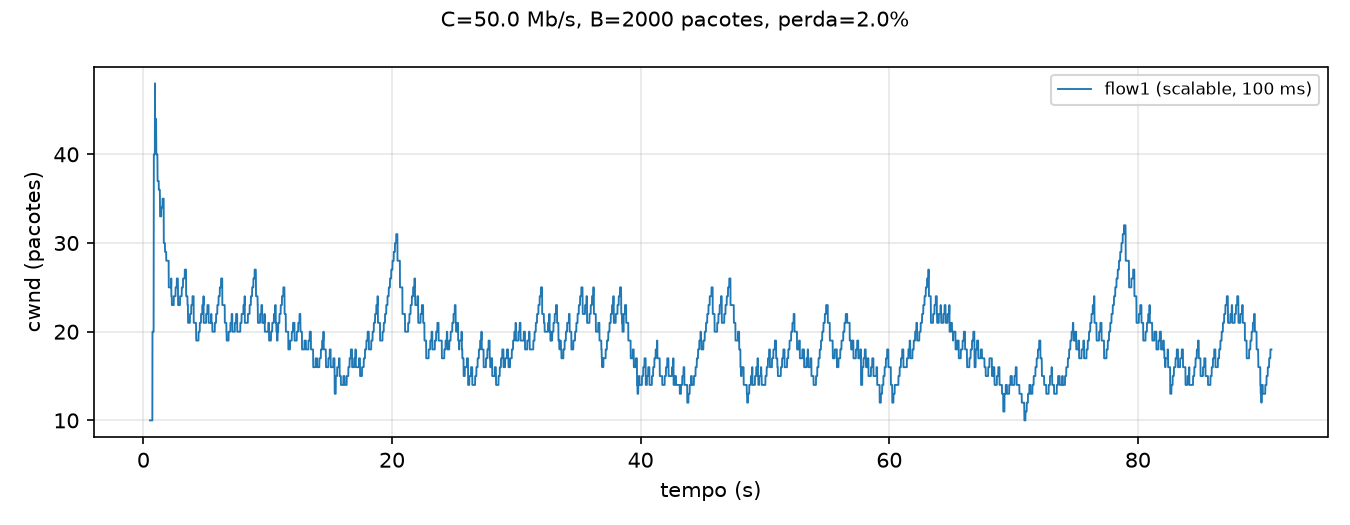 C=50.0 Mb/s, B=2000 pacotes, perda=2.0%
flow1 (scalable, 100 ms)
cwnd (pacotes)
40
30
20
10
0 20 40 60 80
tempo (s)